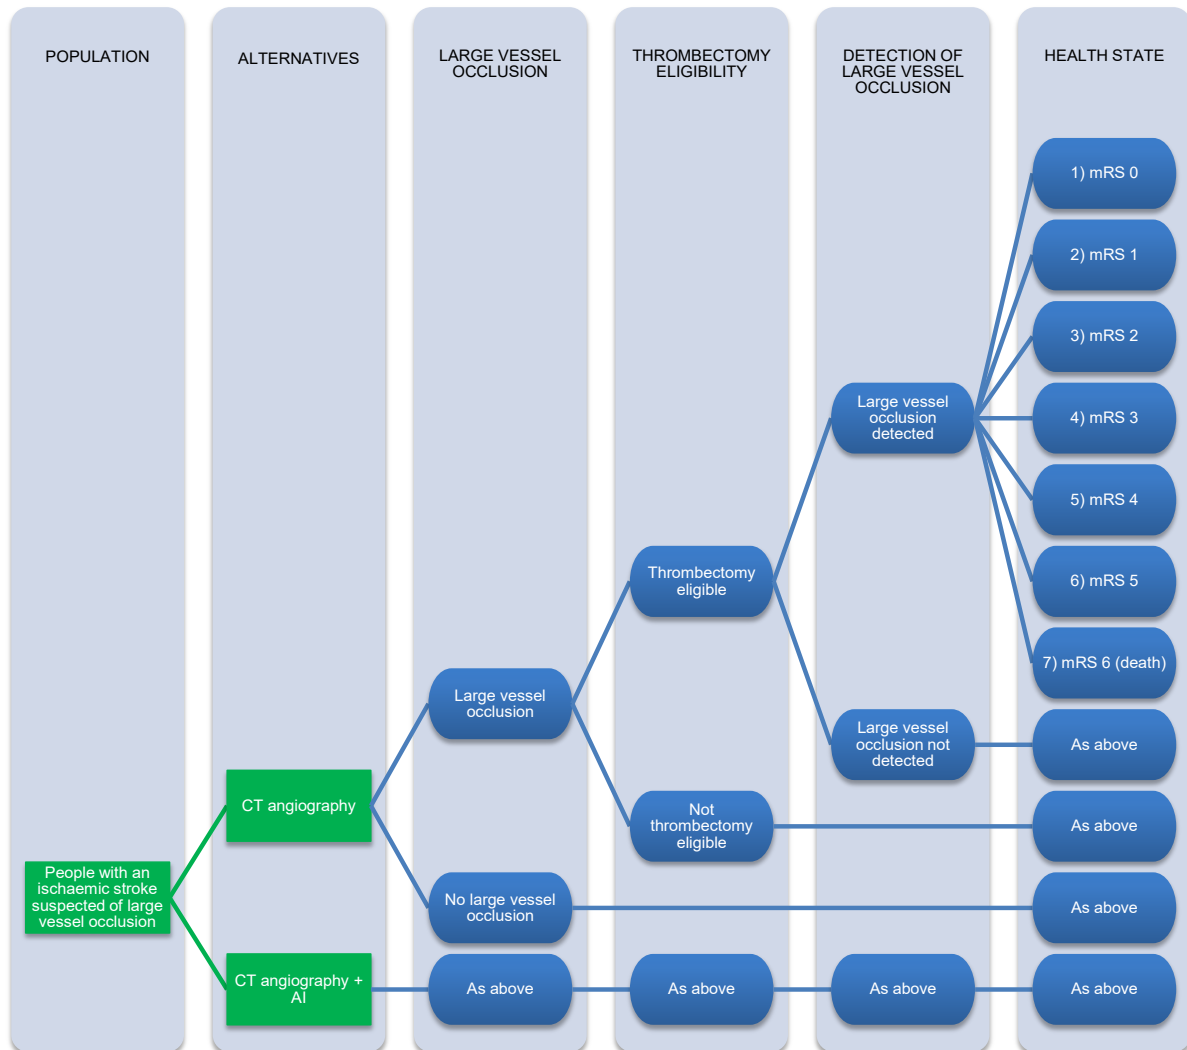 POPULATION
ALTERNATIVES
LARGE VESSEL
OCCLUSION
THROMBECTOMY
ELIGIBILITY
DETECTION OF
LARGE VESSEL
OCCLUSION
HEALTH STATE
People with an
ischaemic stroke
suspected of large
vessel occlusion
CT angiography
CT angiography +
AI
Large vessel
occlusion
No large vessel
occlusion
As above
Thrombectomy
eligible
Not
thrombectomy
eligible
As above
Large vessel
occlusion
detected
Large vessel
occlusion not
detected
As above
1) mRS 0
2) mRS 1
3) mRS 2
4) mRS 3
5) mRS 4
6) mRS 5
7) mRS 6 (death)
As above
As above
As above
As above